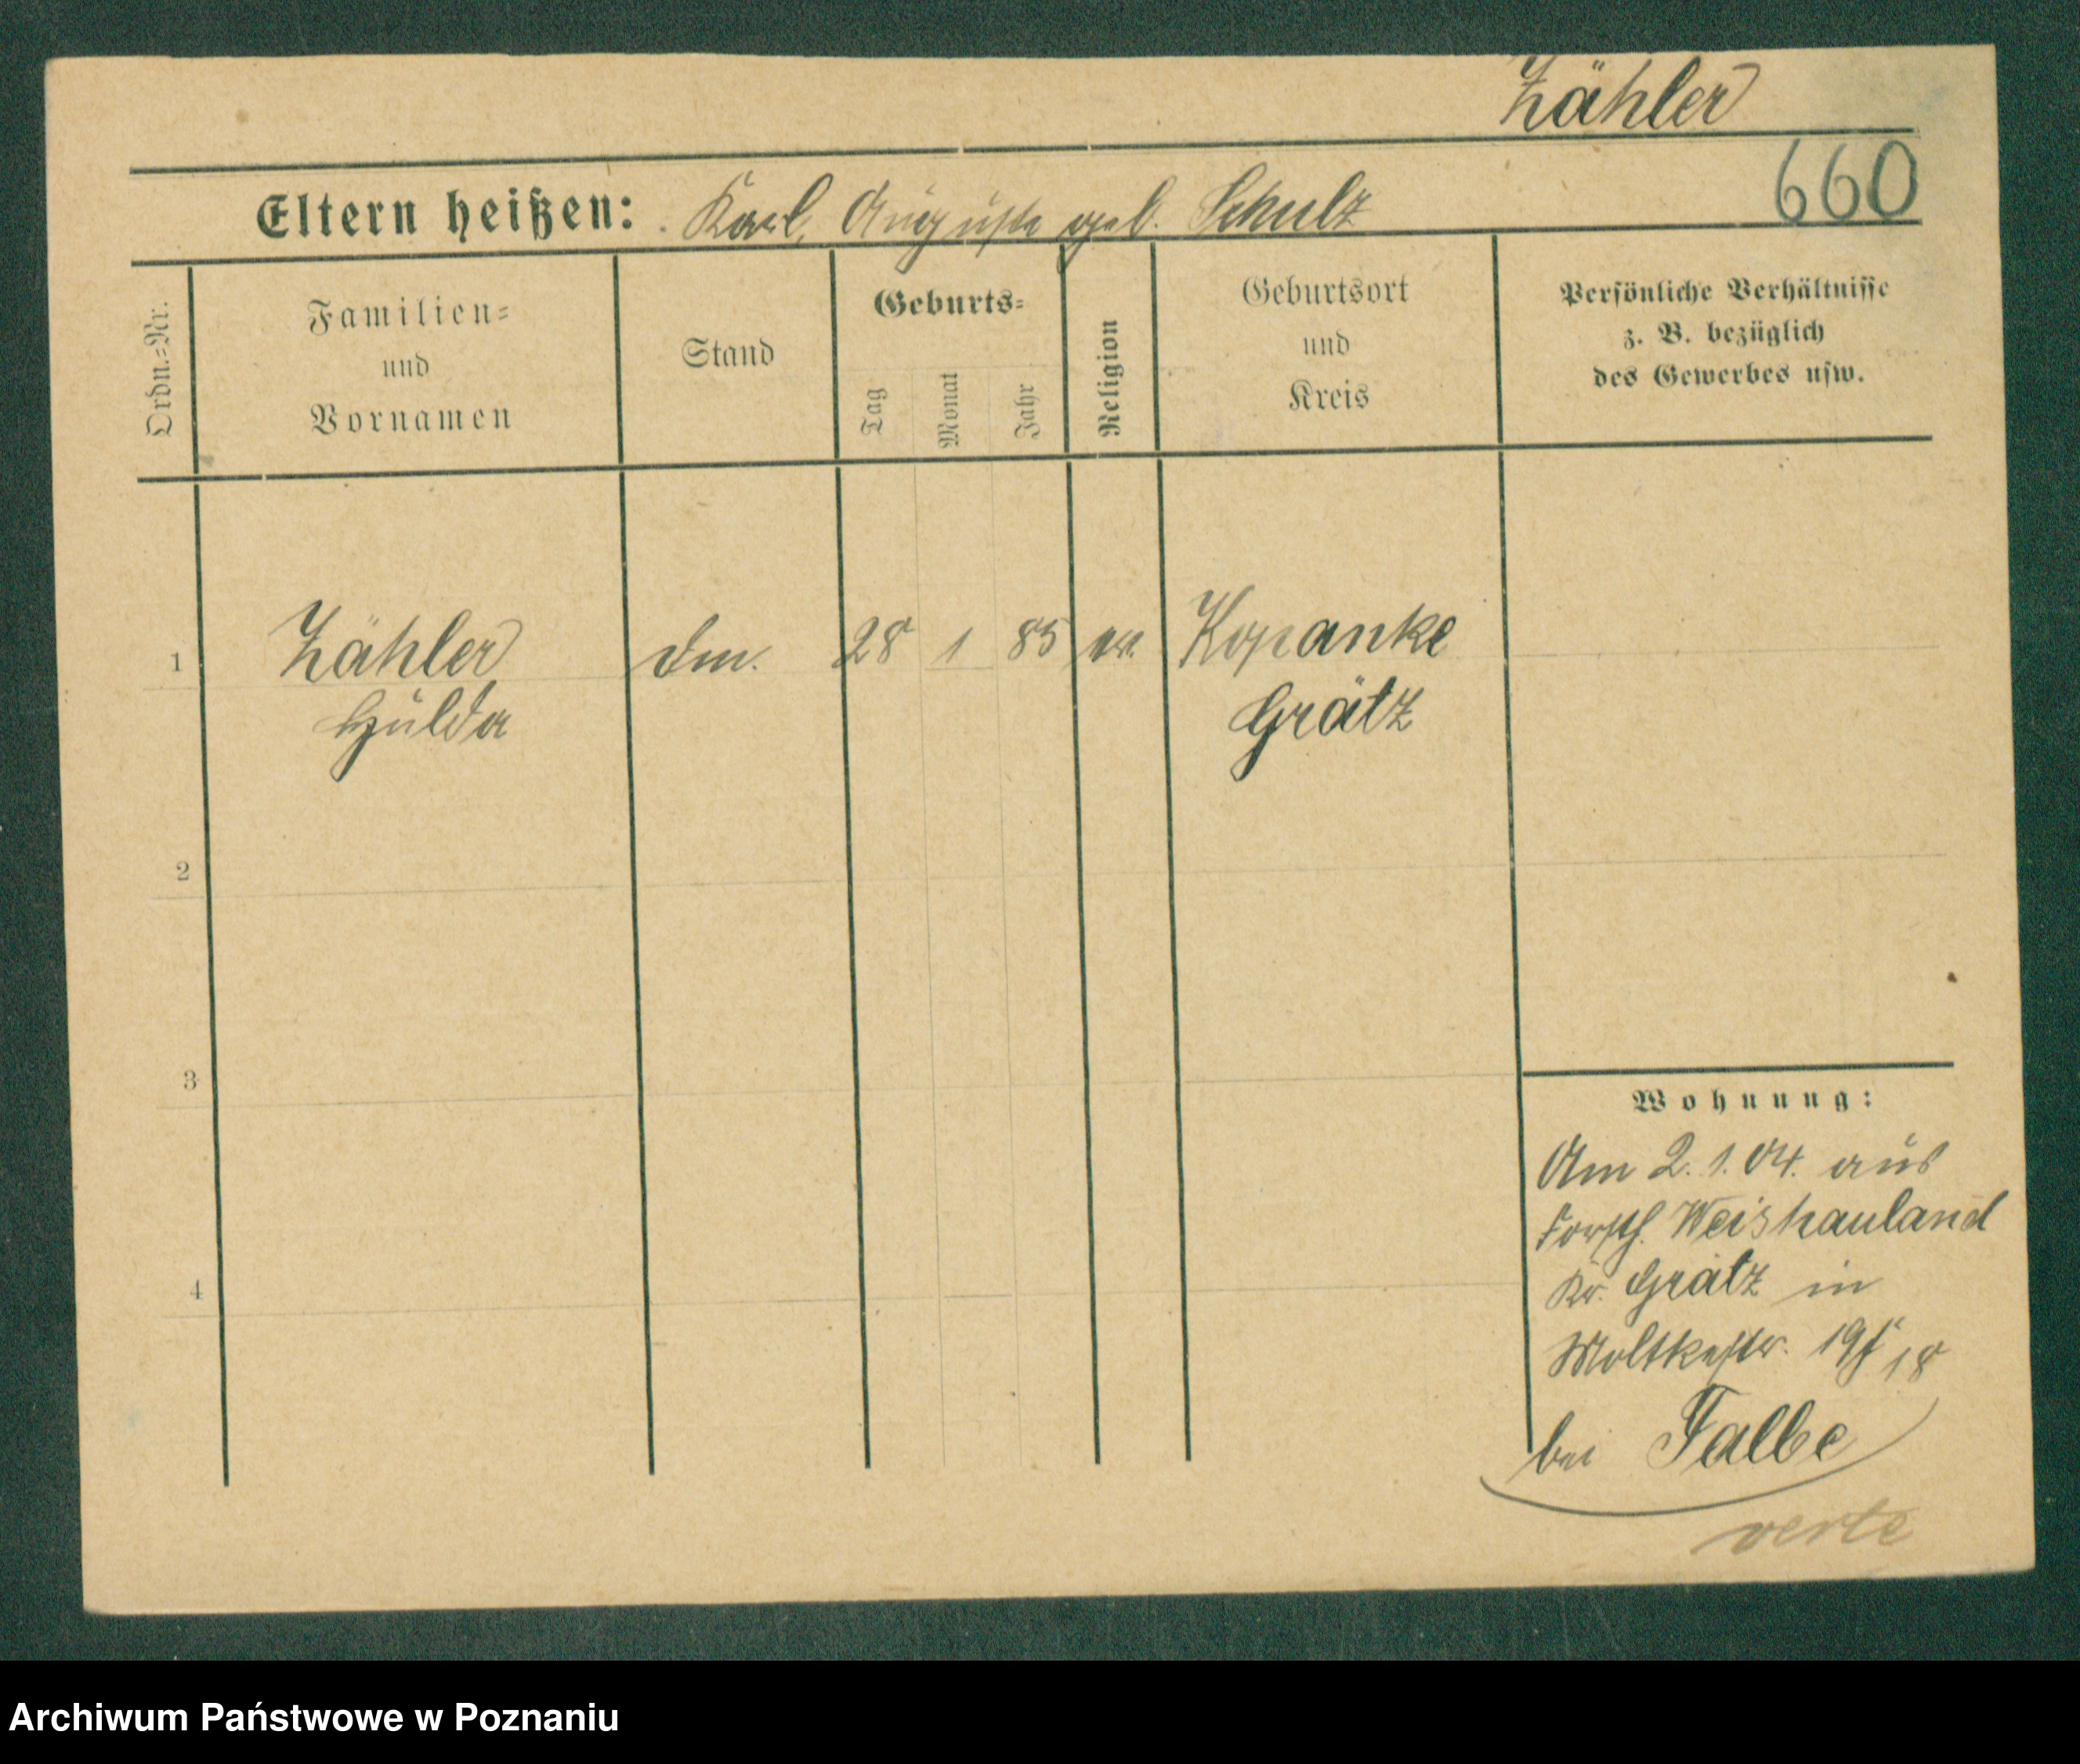 Zähler
660
Eltern heißen: Karl, Auguste geb. Schulz
Ordn.=Nr.
Familien=
und
Vornamen
Stand
Geburts=
Tag
Monat
Jahr
Religion
Geburtsort
und
Kreis
Persönliche Verhältnisse
z. B. bezüglich
des Gewerbes usw.
1 Zähler 28 1 85 ev. Kopanke
Hulda Grätz
2
3
4
Wohnung:
Am 2. 1. 04. aus
Forsth. Weishauland
Kr. Grätz in
Moltkestr. 18
bei Falbe
verte
Archiwum Państwowe w Poznaniu